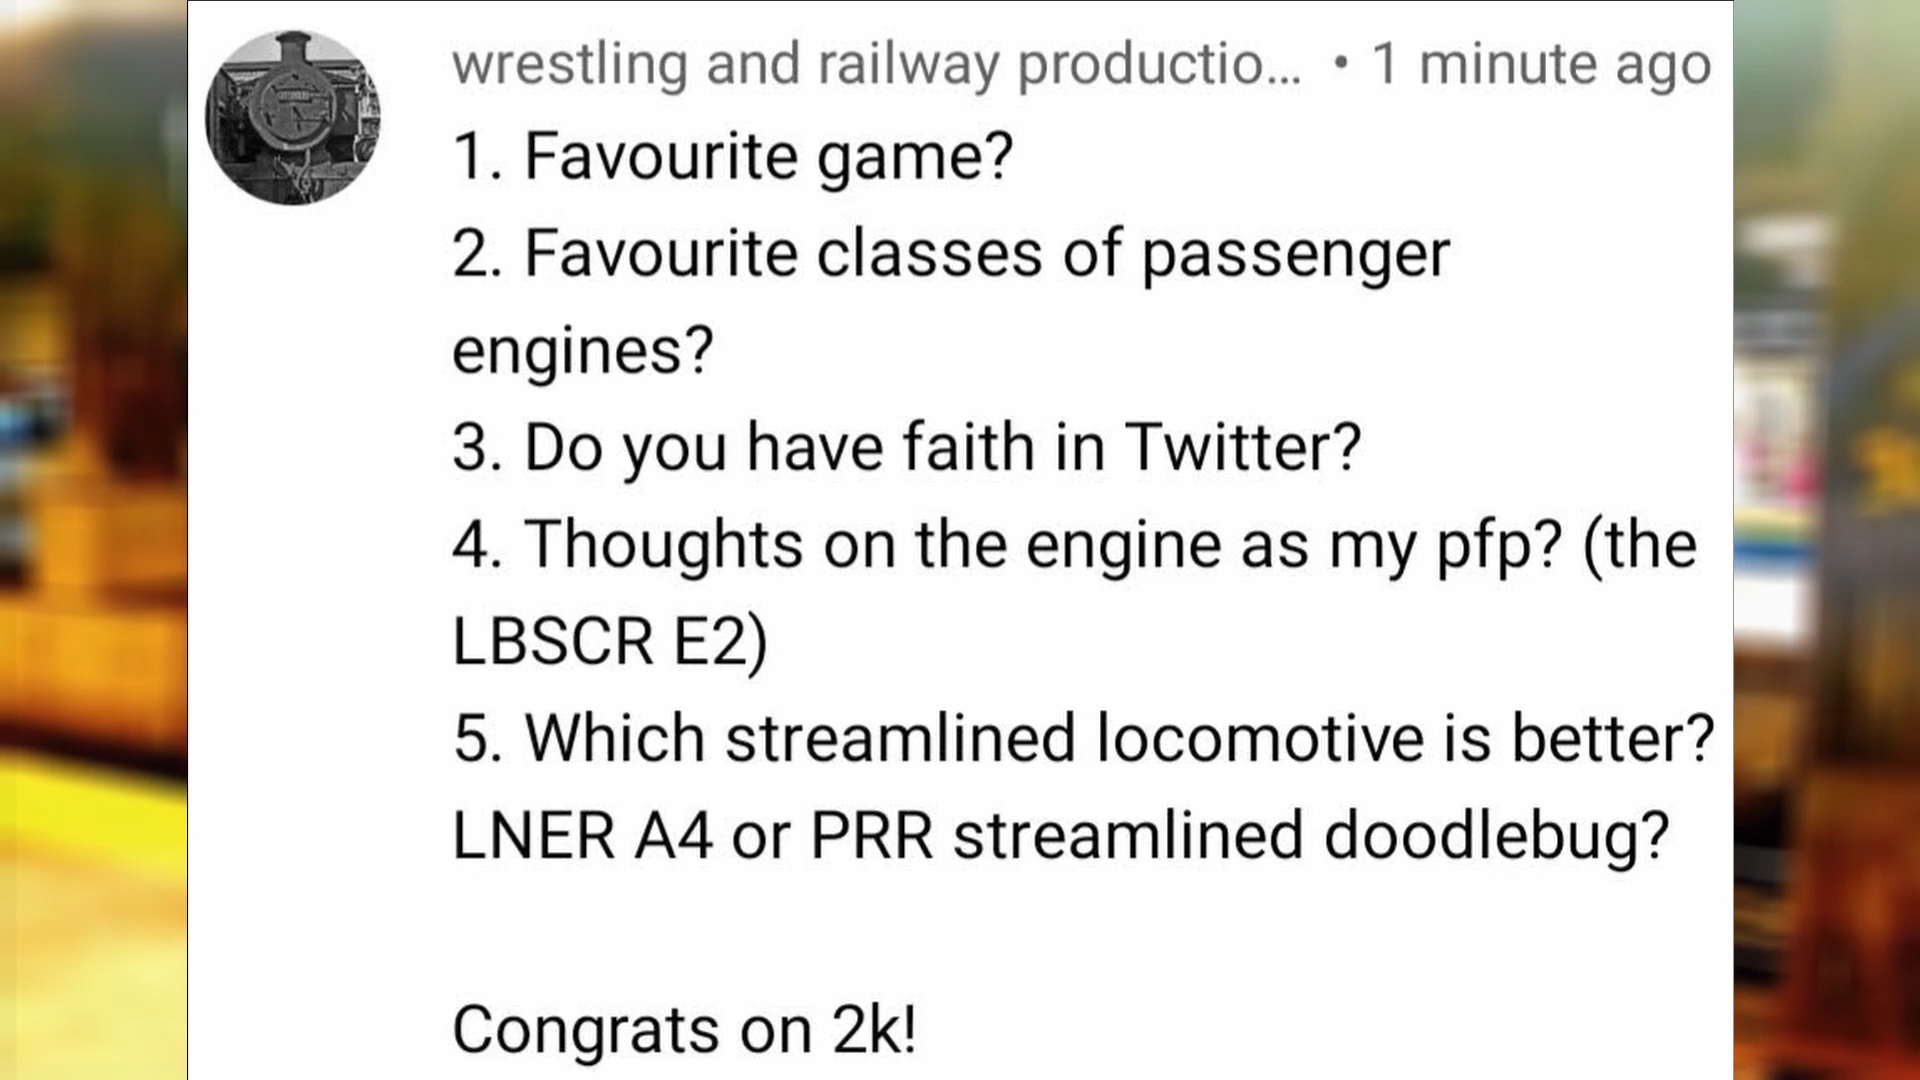 wrestling and railway productio... • 1 minute ago
1. Favourite game?
2. Favourite classes of passenger
engines?
3. Do you have faith in Twitter?
4. Thoughts on the engine as my pfp? (the
LBSCR E2)
5. Which streamlined locomotive is better?
LNER A4 or PRR streamlined doodlebug?
Congrats on 2k!